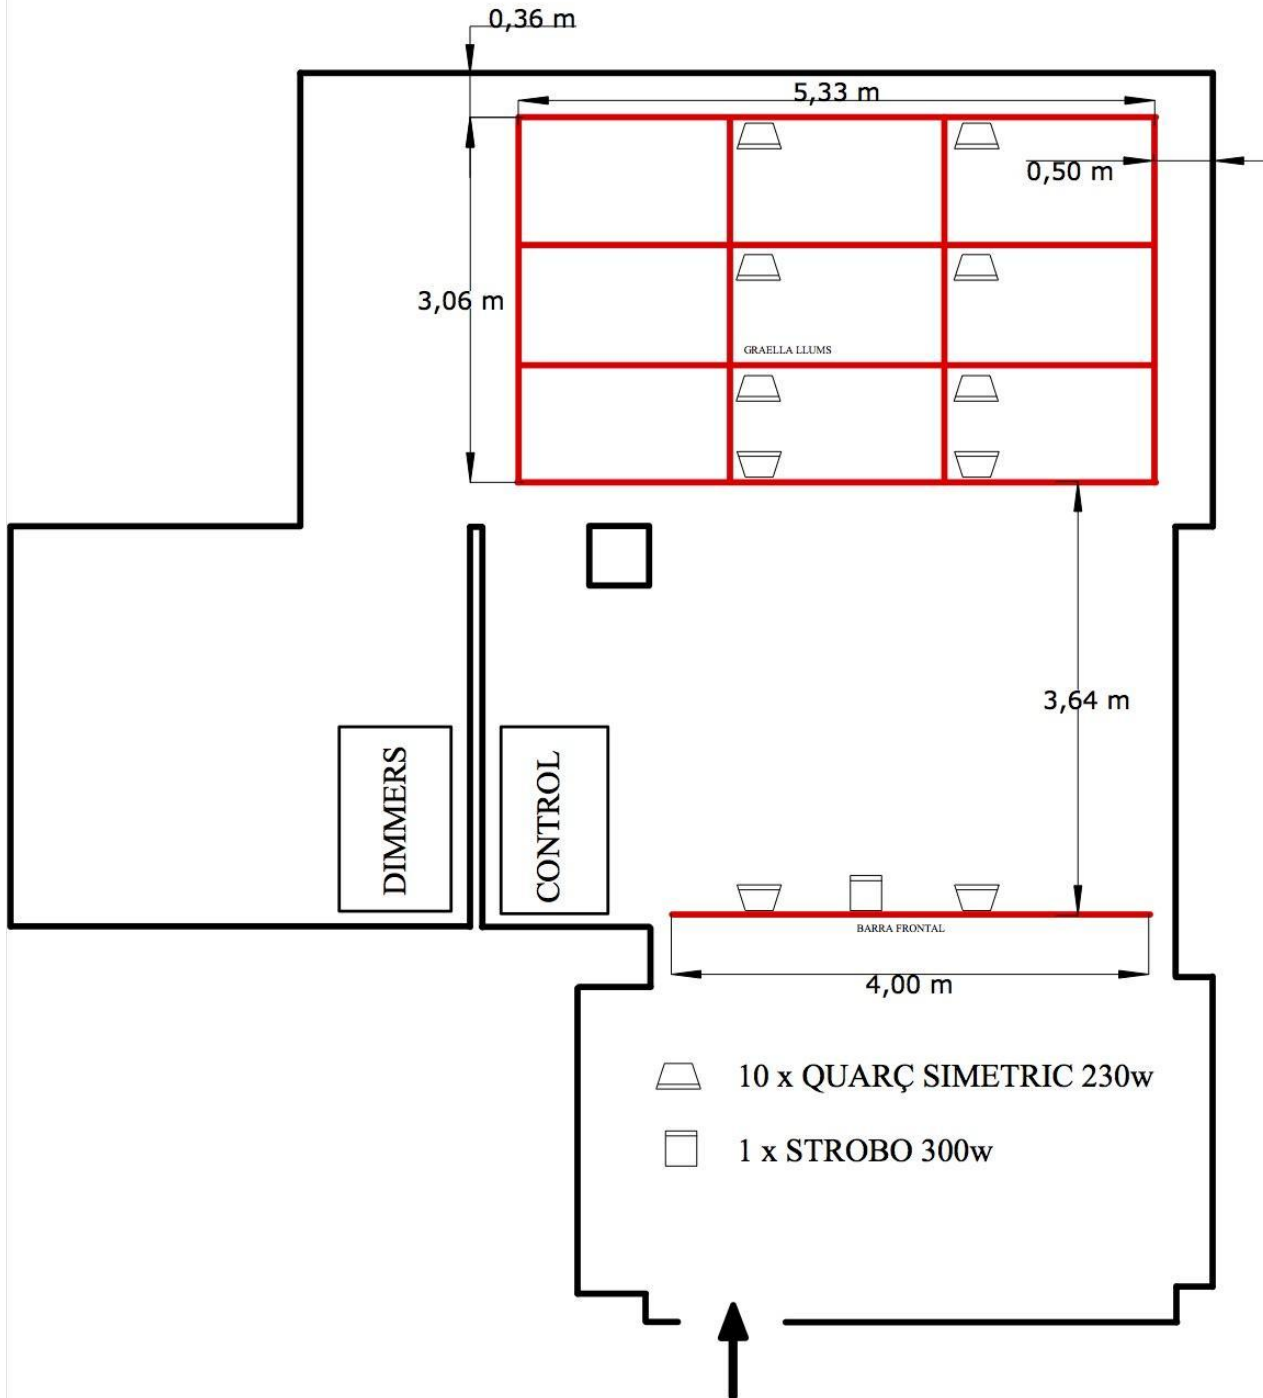 0,36 m
5,33 m
0,50 m
3,06 m
GRAELLA LLUMS
3,64 m
DIMMERS
CONTROL
BARRA FRONTAL
4,00 m
10 x QUARÇ SIMETRIC 230w
1 x STROBO 300w